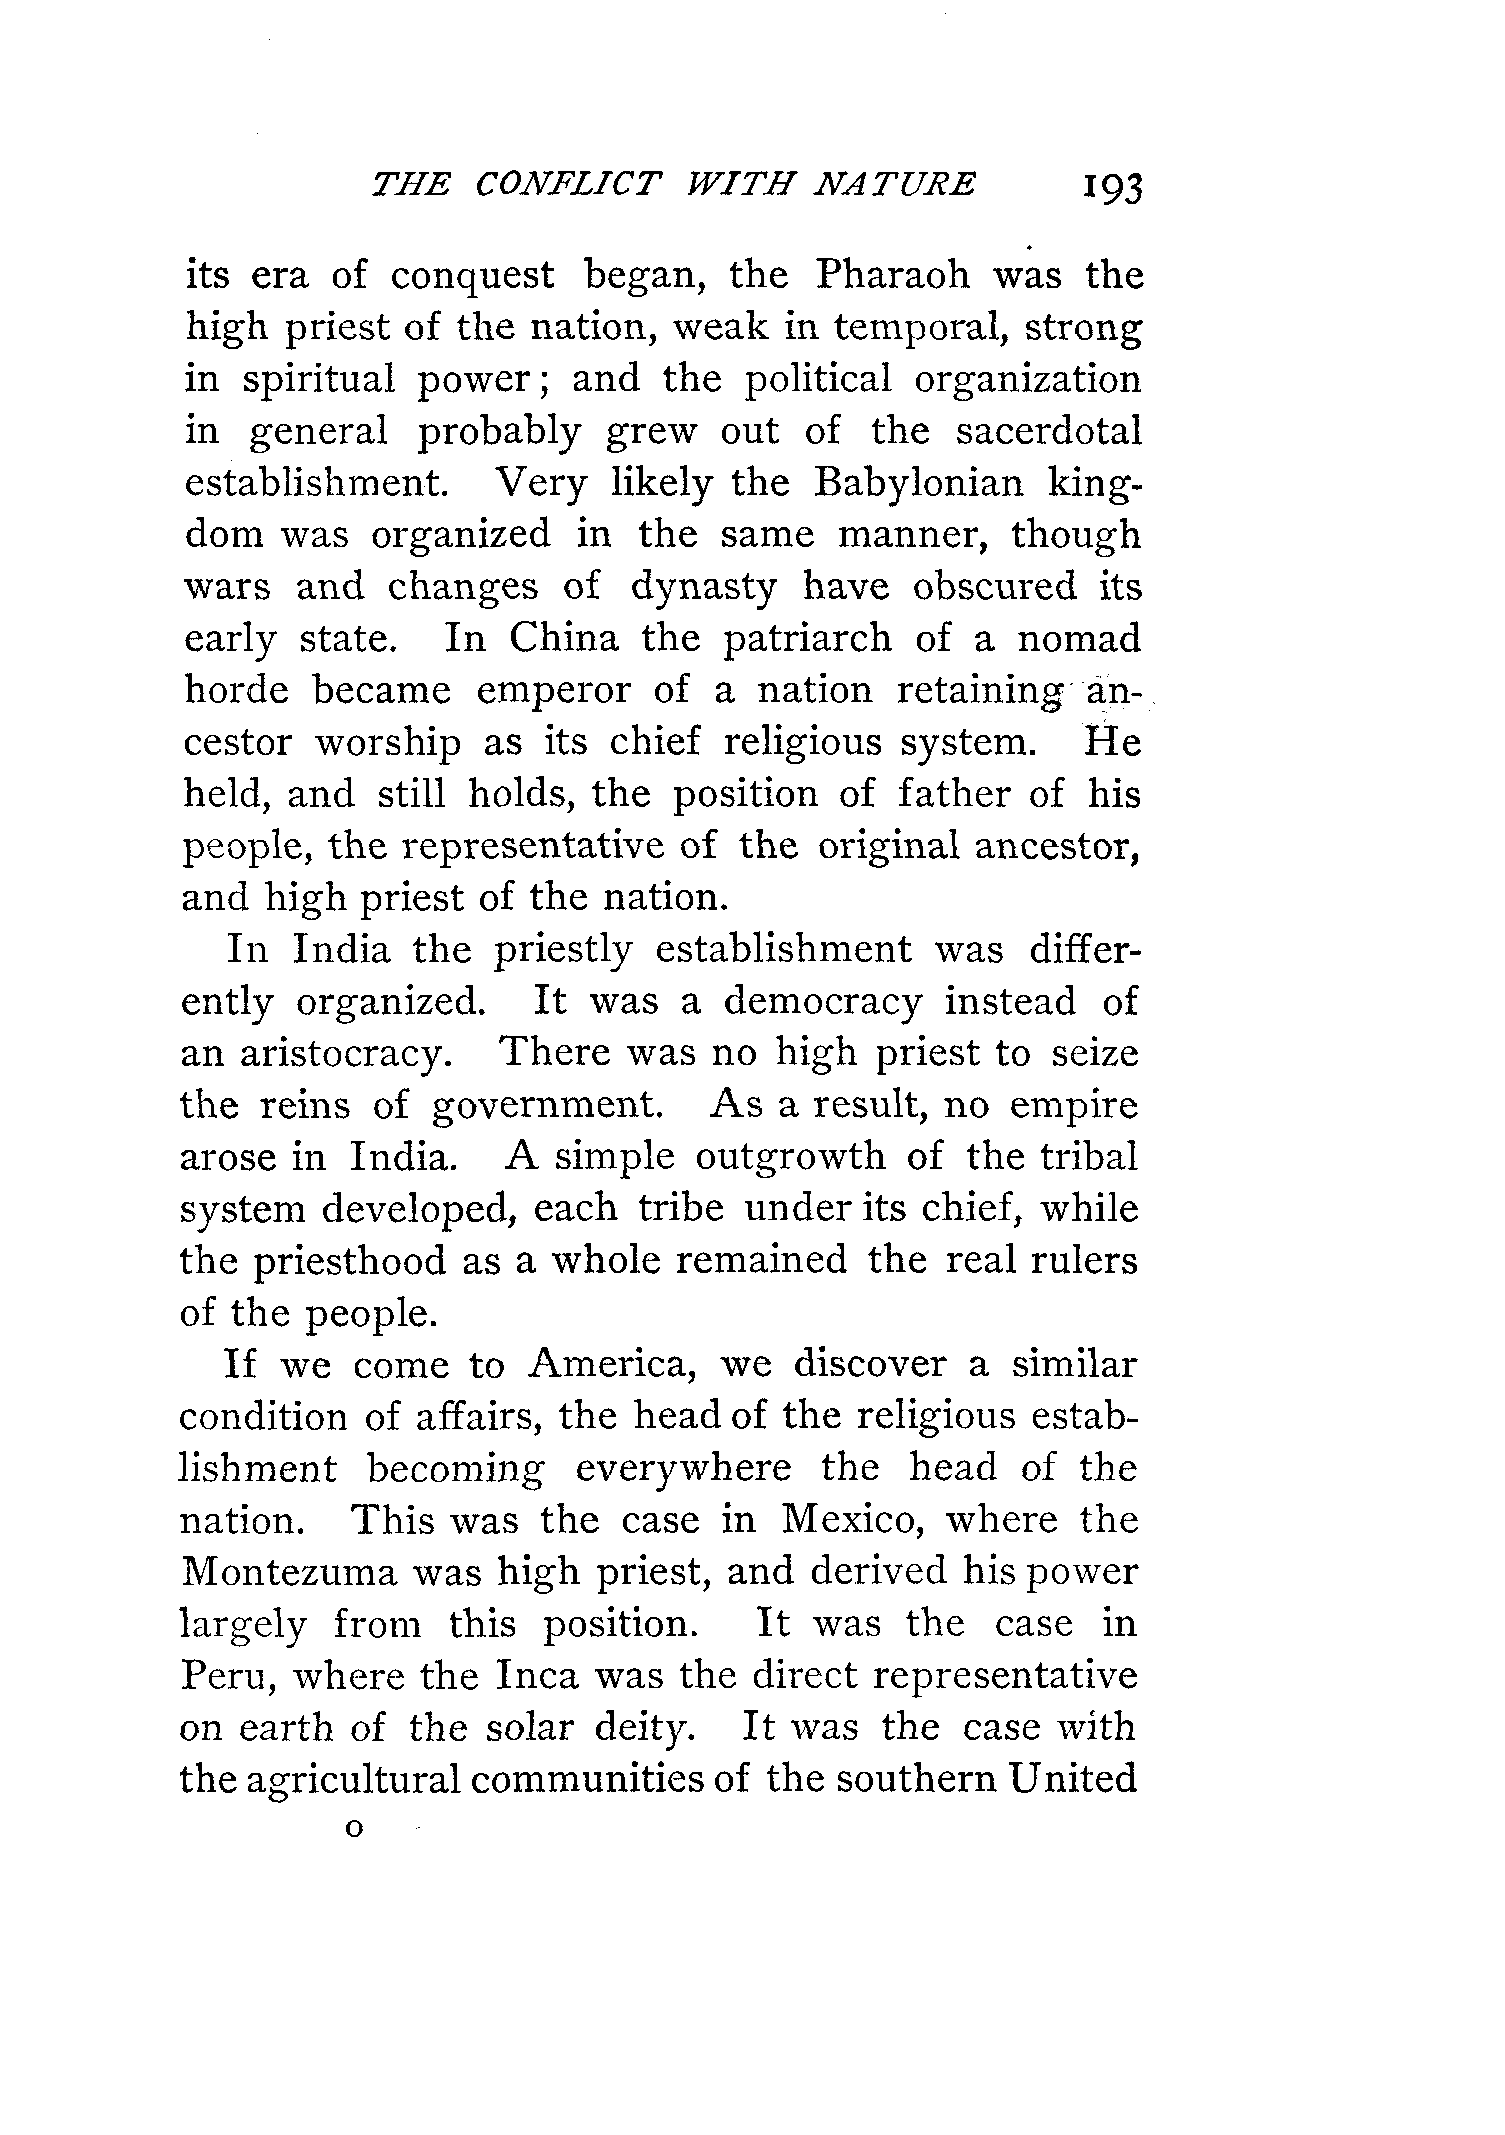 THE CONFLICT WITH NATURE 193
its era of conquest began, the Pharaoh was the
high priest of the nation, weak in temporal, strong
in spiritual power; and the political organization
in general probably grew out of the sacerdotal
establishment. Very likely the Babylonian king-
dom was organized in the same manner, though
wars and changes of dynasty have obscured its
early state. In China the patriarch of a nomad
horde became emperor of a nation retaining an-
cestor worship as its chief religious system. He
held, and still holds, the position of father of his
people, the representative of the original ancestor,
and high priest of the nation.
In India the priestly establishment was differ-
ently organized. It was a democracy instead of
an aristocracy. There was no high priest to seize
the reins of government. As a result, no empire
arose in India. A simple outgrowth of the tribal
system developed, each tribe under its chief, while
the priesthood as a whole remained the real rulers
of the people.
If we come to America, we discover a similar
condition of affairs, the head of the religious estab-
lishment becoming everywhere the head of the
nation. This was the case in Mexico, where the
Montezuma was high priest, and derived his power
largely from this position. It was the case in
Peru, where the Inca was the direct representative
on earth of the solar deity. It was the case with
the agricultural communities of the southern United
o